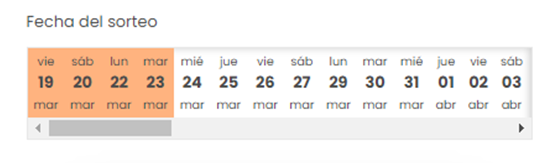 Fecha del sorteo
vie sáb lun mar mié jue vie sáb lun mar mié jue vie sáb
19 20 22 23 24 25 26 27 29 30 31 01 02 03
mar mar mar mar mar mar mar mar mar mar mar abr abr abr